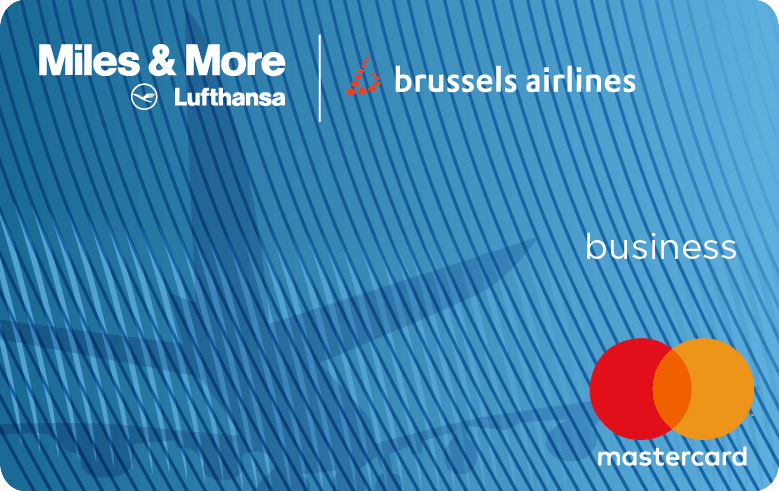 Miles & More
Lufthansa
brussels airlines
business
mastercard